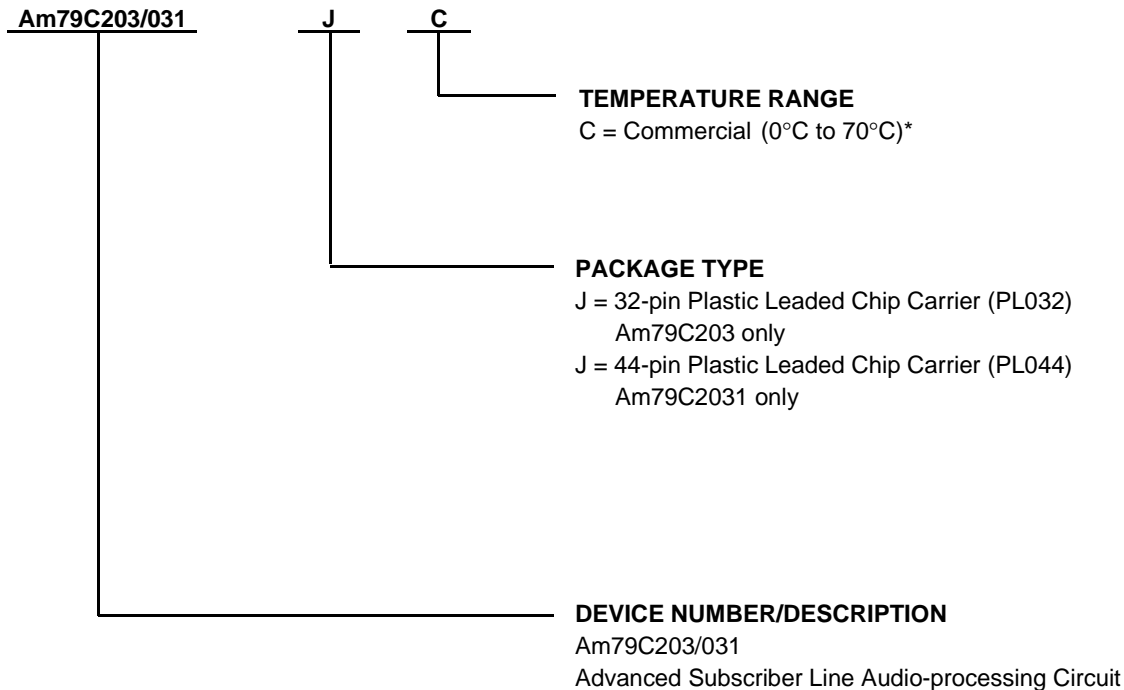 Am79C203/031 J C
TEMPERATURE RANGE
C = Commercial (0°C to 70°C)*
PACKAGE TYPE
J = 32-pin Plastic Leaded Chip Carrier (PL032)
Am79C203 only
J = 44-pin Plastic Leaded Chip Carrier (PL044)
Am79C2031 only
DEVICE NUMBER/DESCRIPTION
Am79C203/031
Advanced Subscriber Line Audio-processing Circuit